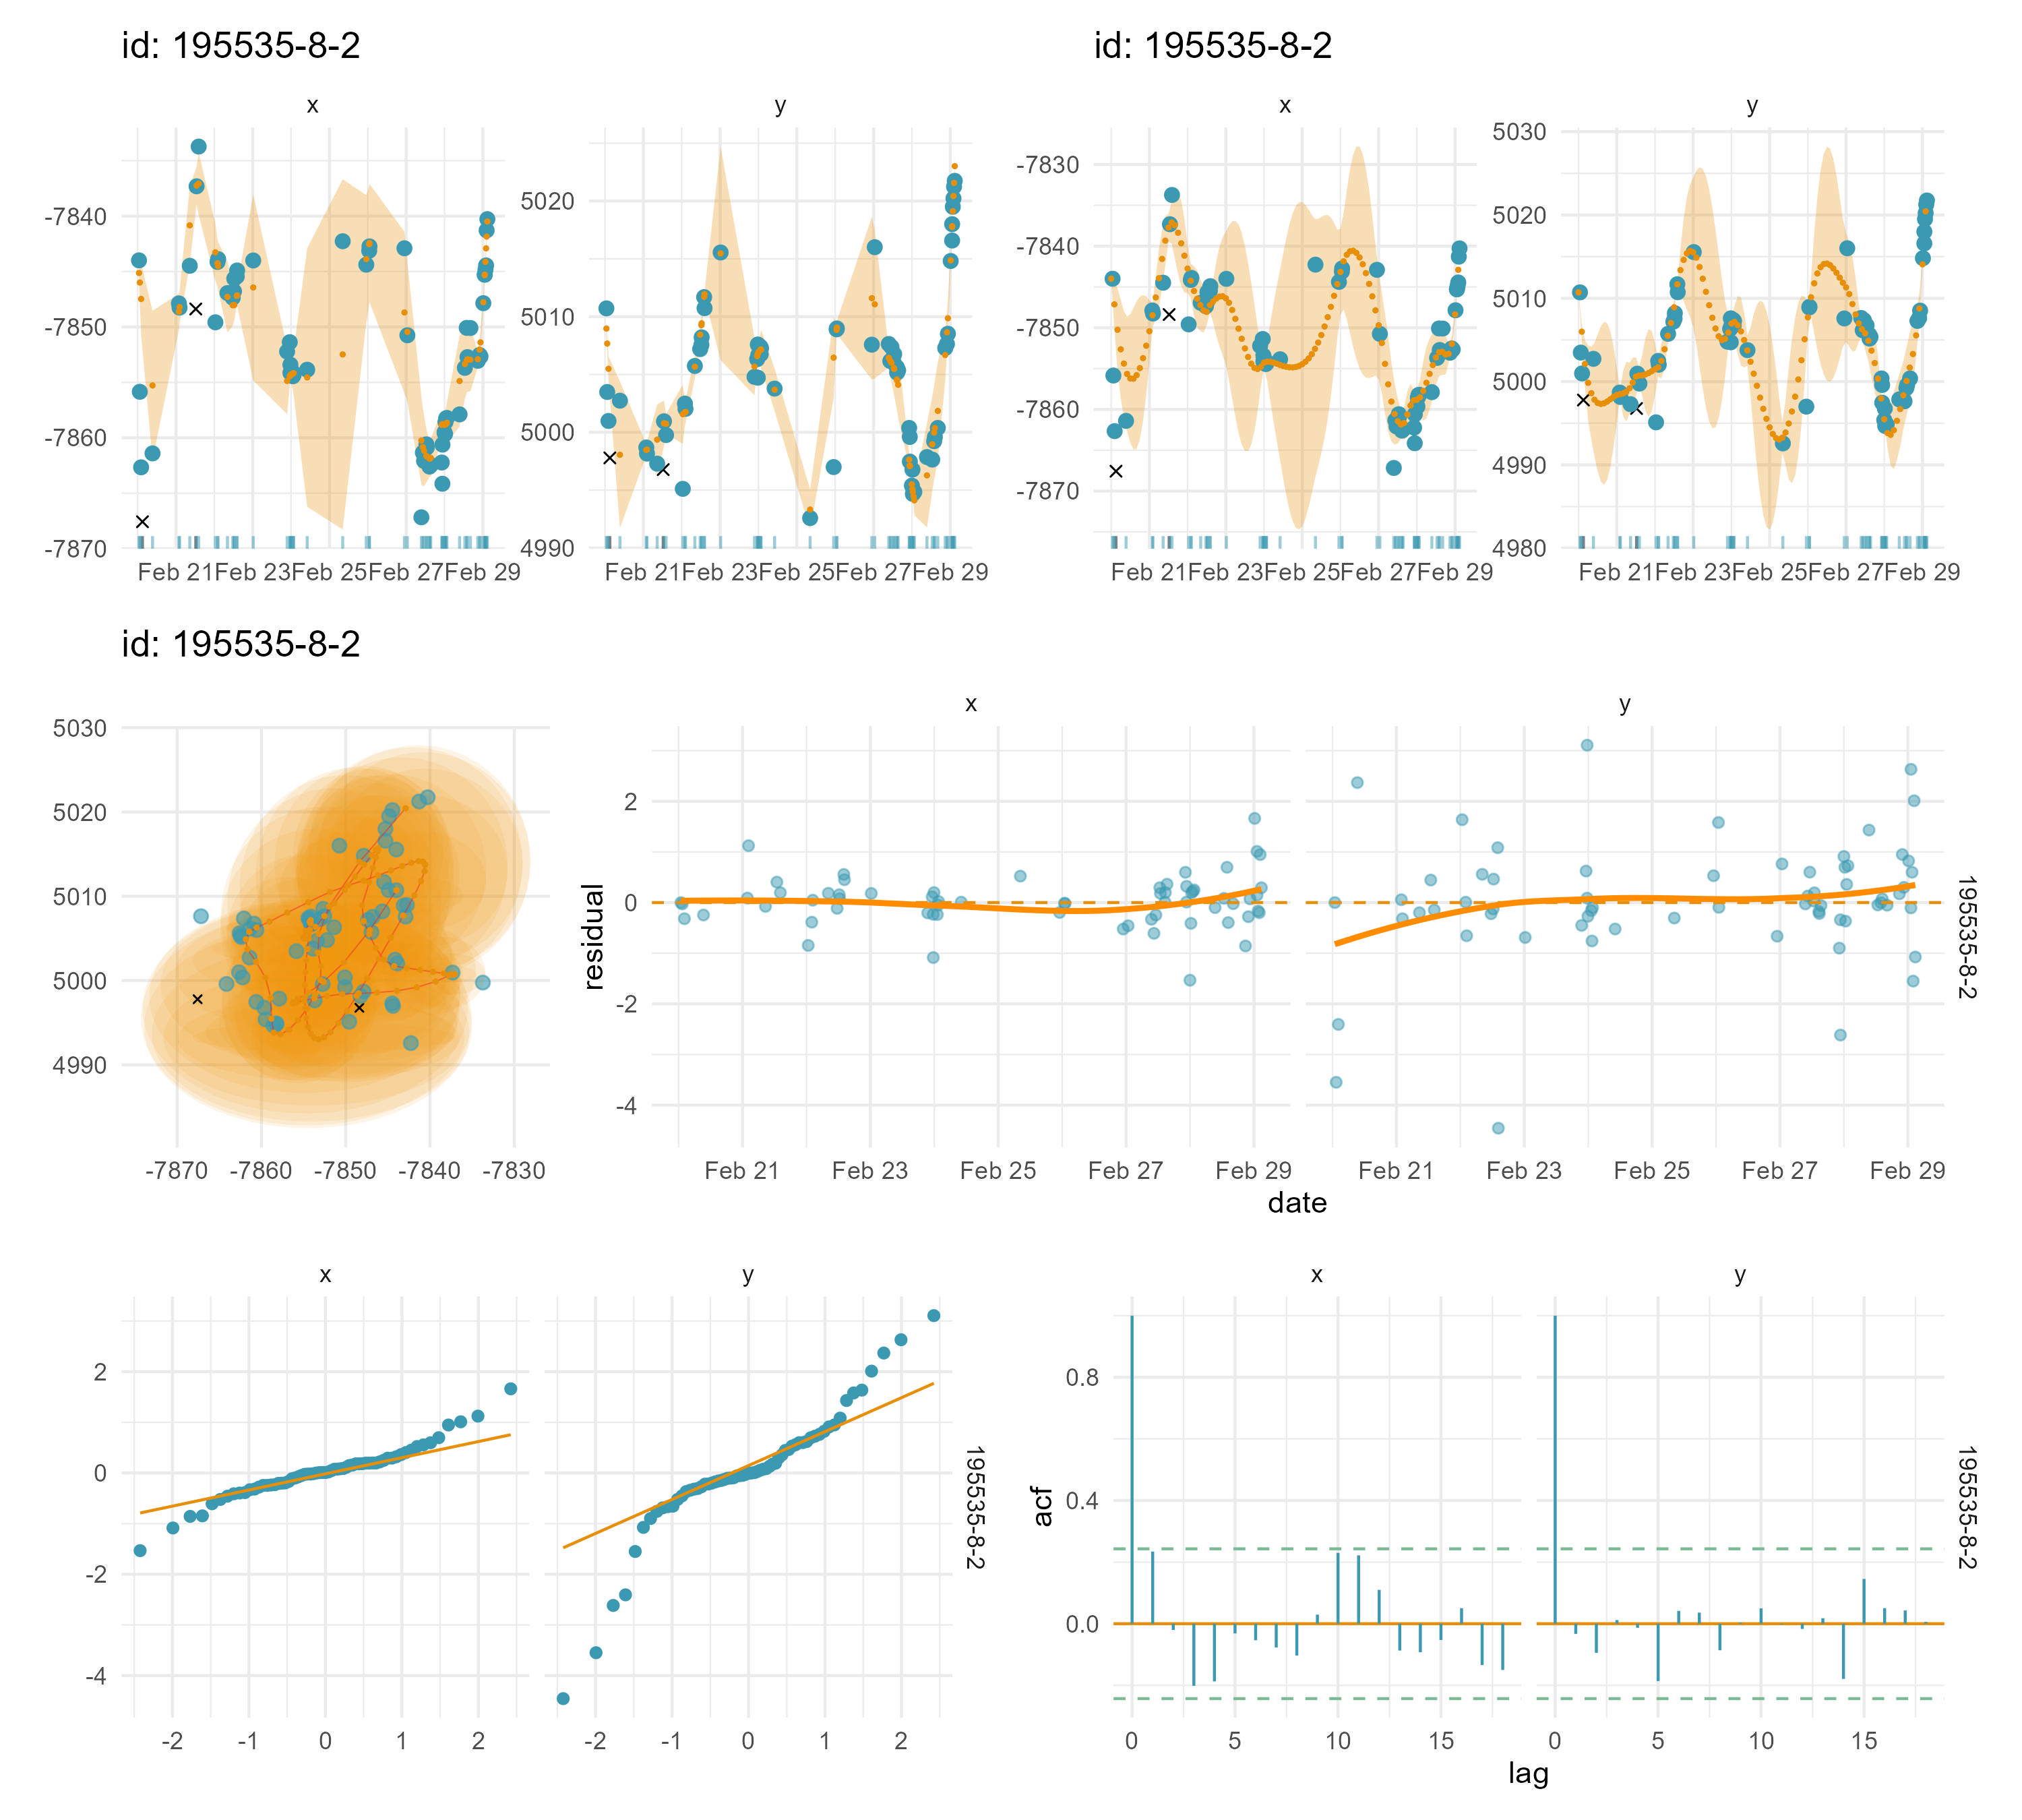 id: 195535-8-2
id: 195535-8-2
x
y
x
y
-7840
-7850
-7860
-7870
5020
5010
5000
4990
-7830
-7840
-7850
-7860
-7870
5030
5020
5010
5000
4990
4980
Feb 21Feb 23Feb 25Feb 27Feb 29
Feb 21Feb 23Feb 25Feb 27Feb 29
Feb 21Feb 23Feb 25Feb 27Feb 29
Feb 21Feb 23Feb 25Feb 27Feb 29
id: 195535-8-2
5030
5020
5010
5000
4990
-7870 -7860 -7850 -7840 -7830
x
y
residual
2
0
-2
-4
195535-8-2
Feb 21 Feb 23 Feb 25 Feb 27 Feb 29
Feb 21 Feb 23 Feb 25 Feb 27 Feb 29
date
x
y
2
0
-2
-4
195535-8-2
-2 -1 0 1 2
-2 -1 0 1 2
x
y
acf
0.8
0.4
0.0
195535-8-2
0 5 10 15
0 5 10 15
lag